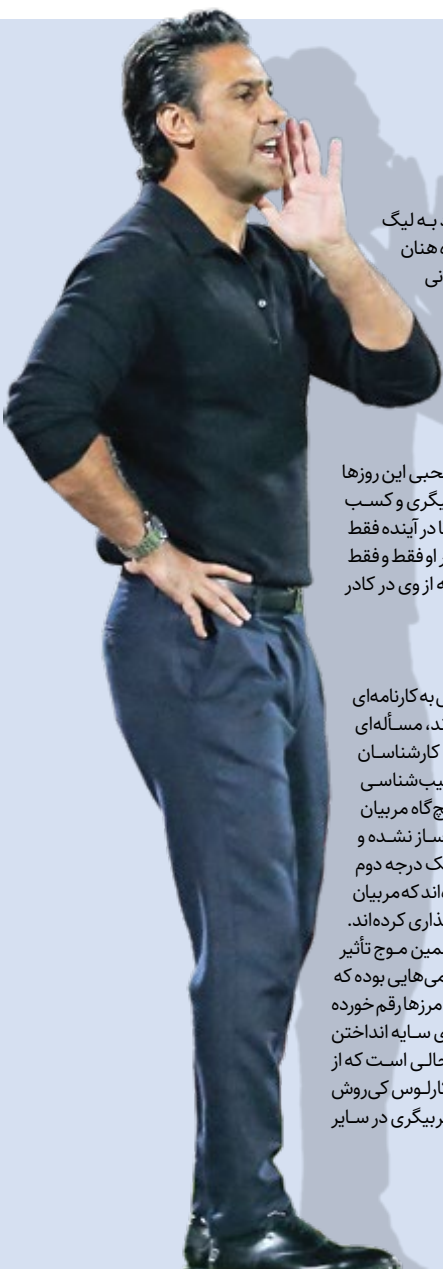 به لیگ
هنان
نی
حبی این روزها
یگری و کسب
ا در آینده فقط
ر او فقط و فقط
ه از وی در کادر
ی به کارنامه‌ای
ند، مسأله‌ای
کارشناسان
یب‌شناسی
چ‌گاه مربیان
ساز نشده و
ک درجه دوم
ه‌اند که مربیان
ذاری کرده‌اند.
مین موج تأثیر
می‌هایی بوده که
مرزها رقم خورده
ی سایه انداختن
حالی است که از
کارلوس کی‌روش
ربیگری در سایر